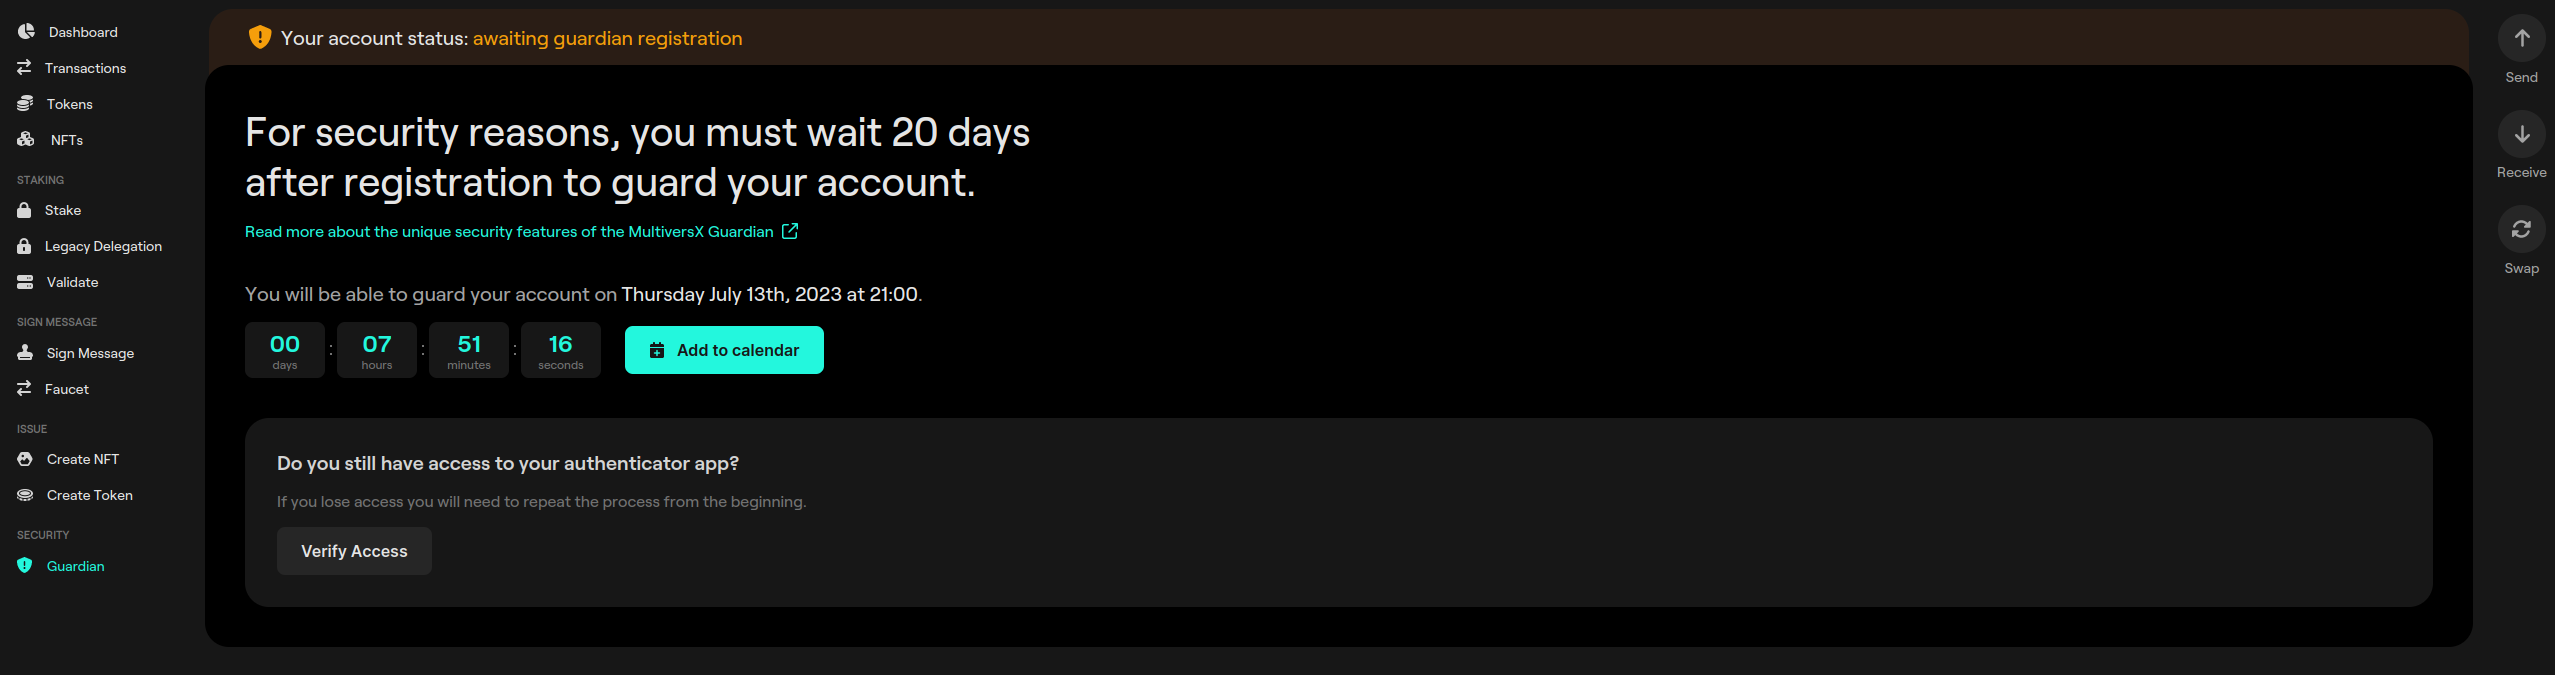 Dashboard
Transactions
Tokens
NFTs
STAKING
Stake
Legacy Delegation
Validate
SIGN MESSAGE
Sign Message
Faucet
ISSUE
Create NFT
Create Token
SECURITY
Guardian
Your account status: awaiting guardian registration
For security reasons, you must wait 20 days
after registration to guard your account.
Read more about the unique security features of the MultiversX Guardian
You will be able to guard your account on Thursday July 13th, 2023 at 21:00.
00 : 07 : 51 : 16
days hours minutes seconds
Add to calendar
Do you still have access to your authenticator app?
If you lose access you will need to repeat the process from the beginning.
Verify Access
Send
Receive
Swap